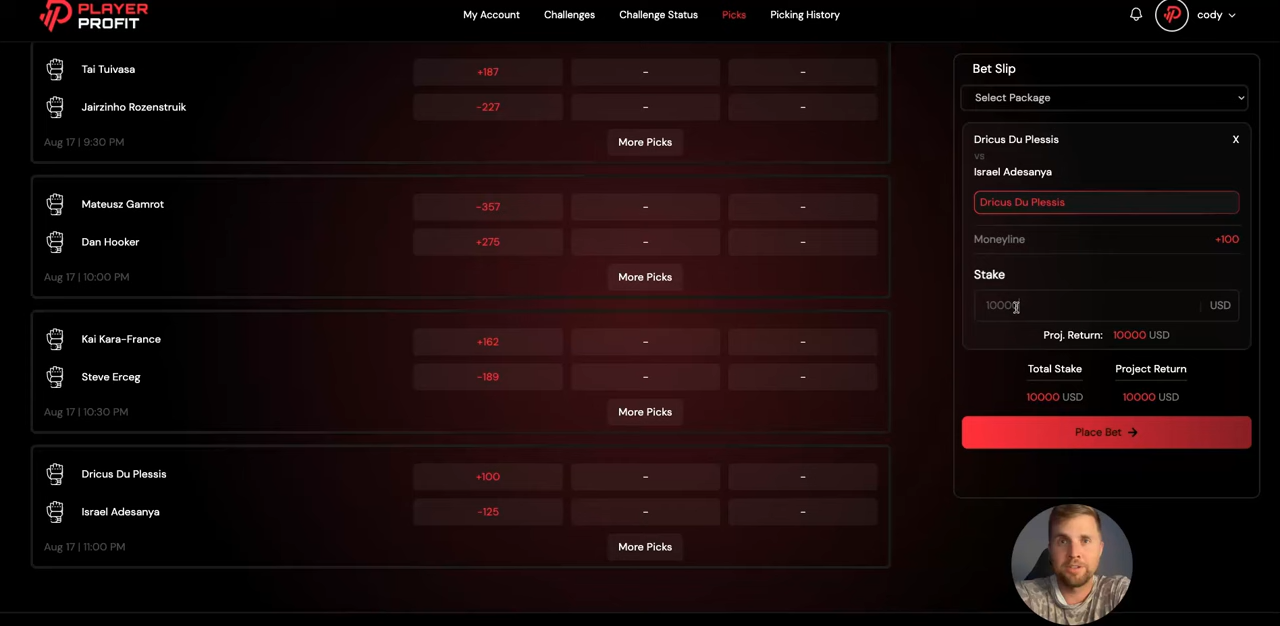 PLAYER
PROFIT
My Account
Challenges
Challenge Status
Picks
Picking History
cody
Tai Tuivasa
+187
-
-
Jairzinho Rozenstruik
-227
-
-
Aug 17 | 9:30 PM
More Picks
Mateusz Gamrot
-357
-
-
Dan Hooker
+275
-
-
Aug 17 | 10:00 PM
More Picks
Kai Kara-France
+162
-
-
Steve Erceg
-189
-
-
Aug 17 | 10:30 PM
More Picks
Dricus Du Plessis
+100
-
-
Israel Adesanya
-125
-
-
Aug 17 | 11:00 PM
More Picks
Bet Slip
Select Package
Dricus Du Plessis
X
vs
Israel Adesanya
Dricus Du Plessis
Moneyline
+100
Stake
10000
USD
Proj. Return: 10000 USD
Total Stake
Project Return
10000 USD
10000 USD
Place Bet →